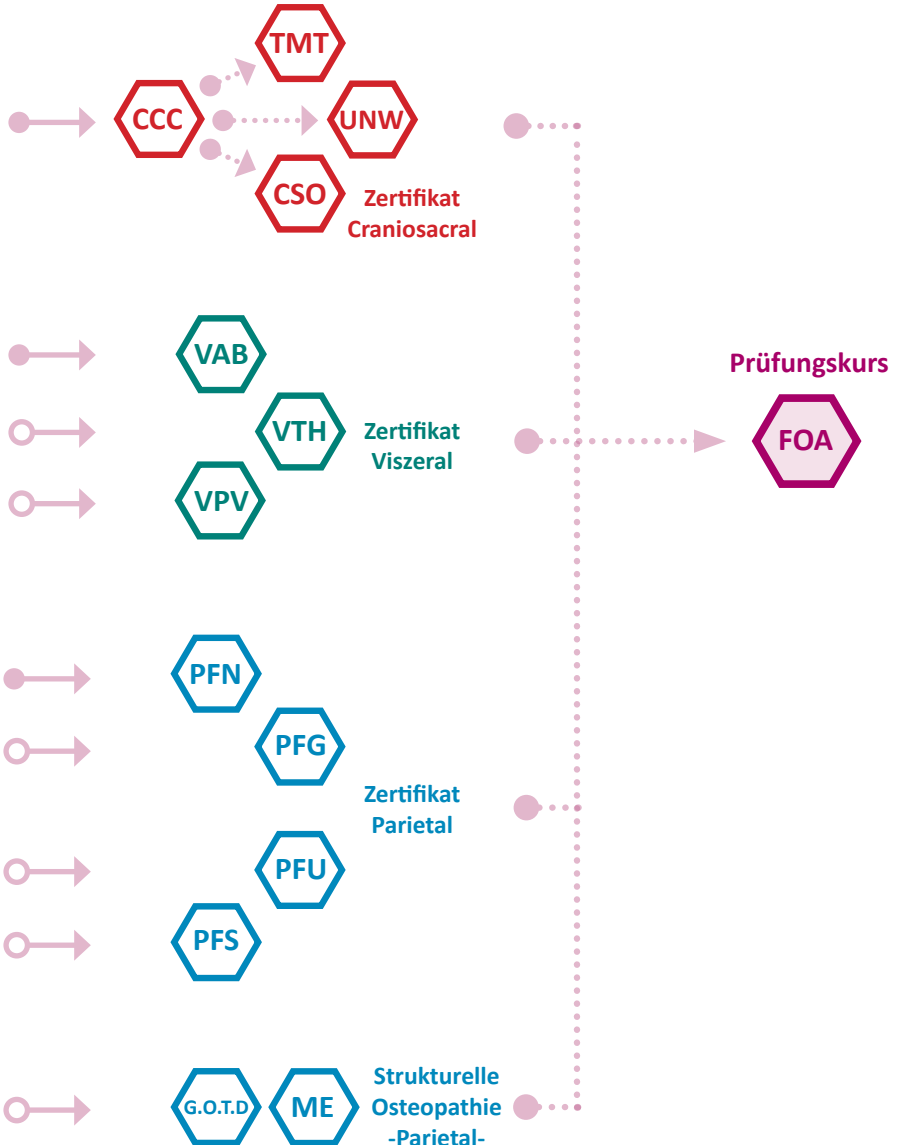 TMT
CCC
UNW
CSO
Zertifikat
Craniosacral
VAB
VTH
Zertifikat
Viszeral
VPV
Prüfungskurs
FOA
PFN
PFG
Zertifikat
Parietal
PFU
PFS
G.O.T.D
ME
Strukturelle
Osteopathie
-Parietal-